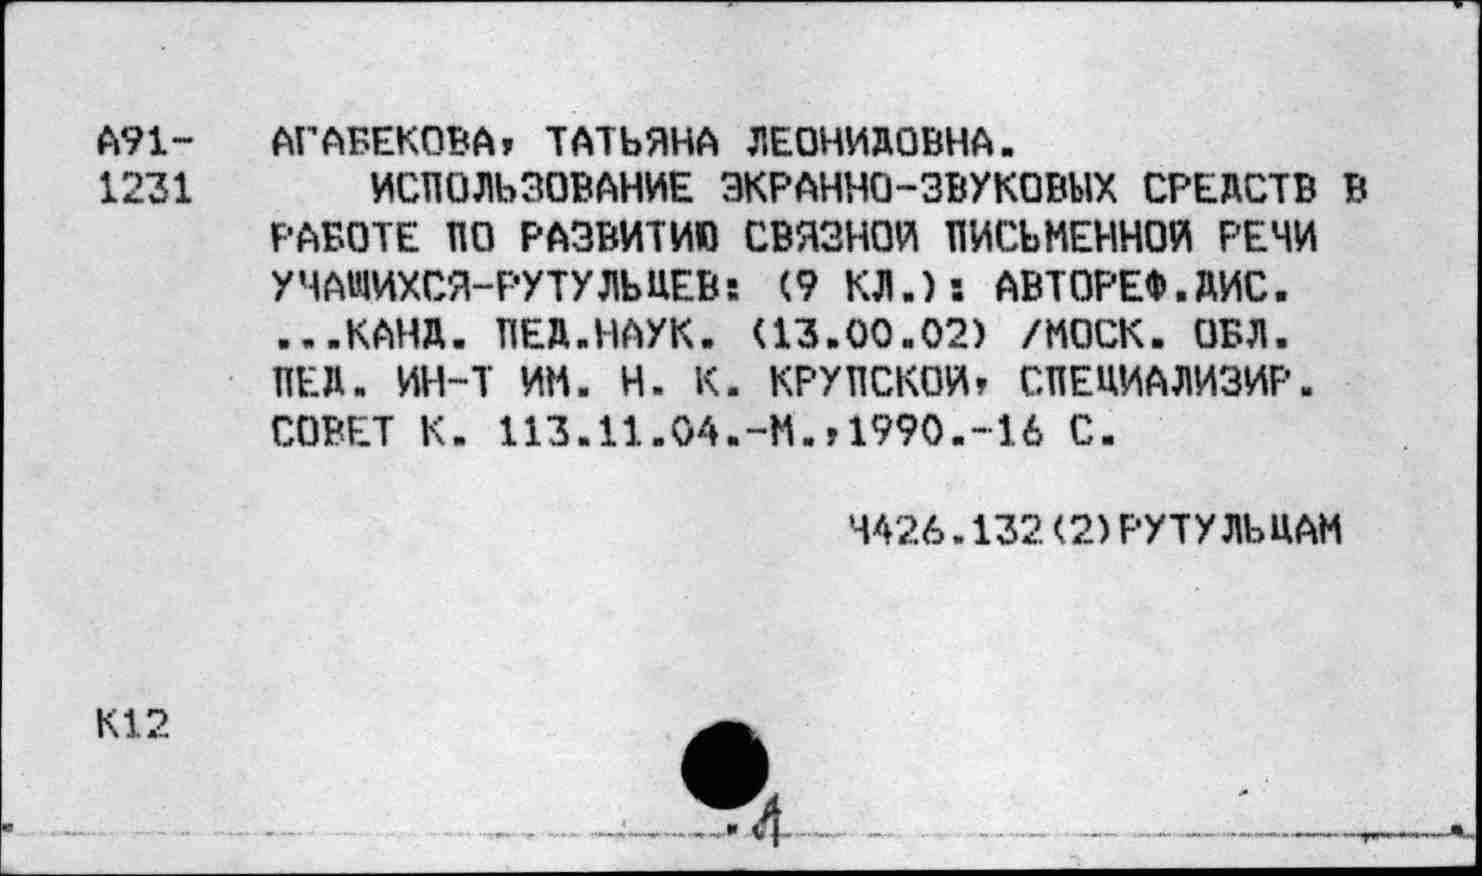 А91- АГАБЕКОВА, ТАТЬЯНА ЛЕОНИДОВНА.
1231 ИСПОЛЬЗОВАНИЕ ЭКРАННО-ЗВУКОВЫХ СРЕДСТВ В
РАБОТЕ ПО РАЗВИТИЮ СВЯЗНОЙ ПИСЬМЕННОЙ РЕЧИ
УЧАЩИХСЯ-РУТУЛЬЦЕВ: (9 КЛ.): АВТОРЕФ.ДИС.
...КАНД. ПЕД.НАУК. (13.00.02) /МОСК. ОБЛ.
ПЕД. ИН-Т ИМ. Н. К. КРУПСКОЙ, СПЕЦИАЛИЗИР.
СОВЕТ К. 113.11.04.-М.,1990.-16 С.
Ч426.132(2)РУТУЛЬЦАМ
К12
А